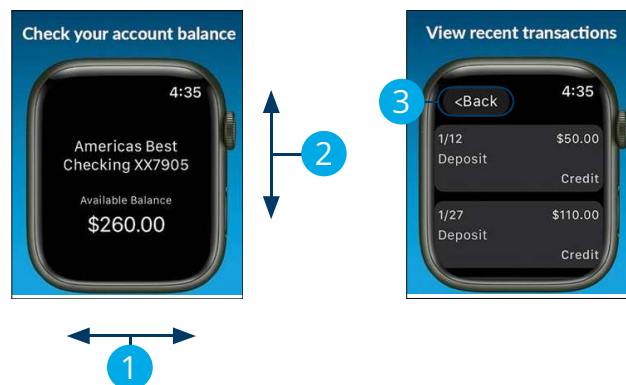 Check your account balance
4:35
Americas Best
Checking XX7905
Available Balance
$260.00
2
1
View recent transactions
3
<Back
4:35
1/12 $50.00
Deposit
Credit
1/27 $110.00
Deposit
Credit